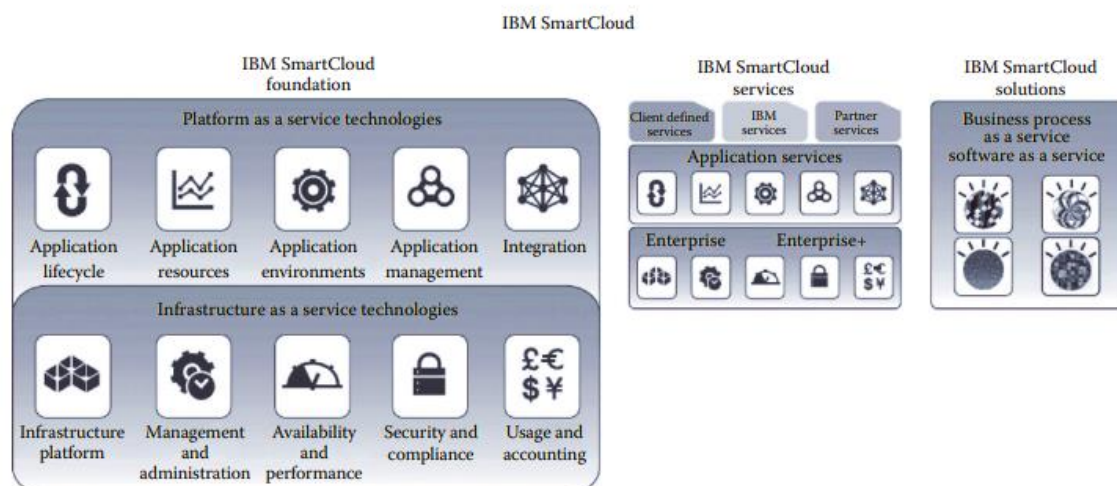 IBM SmartCloud
IBM SmartCloud
foundation
Platform as a service technologies
Application
lifecycle
Application
resources
Application
environments
Application
management
Integration
Infrastructure as a service technologies
Infrastructure
platform
Management
and
administration
Availability
and
performance
£€
$¥
Security and
compliance
Usage and
accounting
IBM SmartCloud
services
Client defined
services
IBM
services
Partner
services
Application services
Enterprise
Enterprise+
£€
$¥
IBM SmartCloud
solutions
Business process
as a service
software as a service